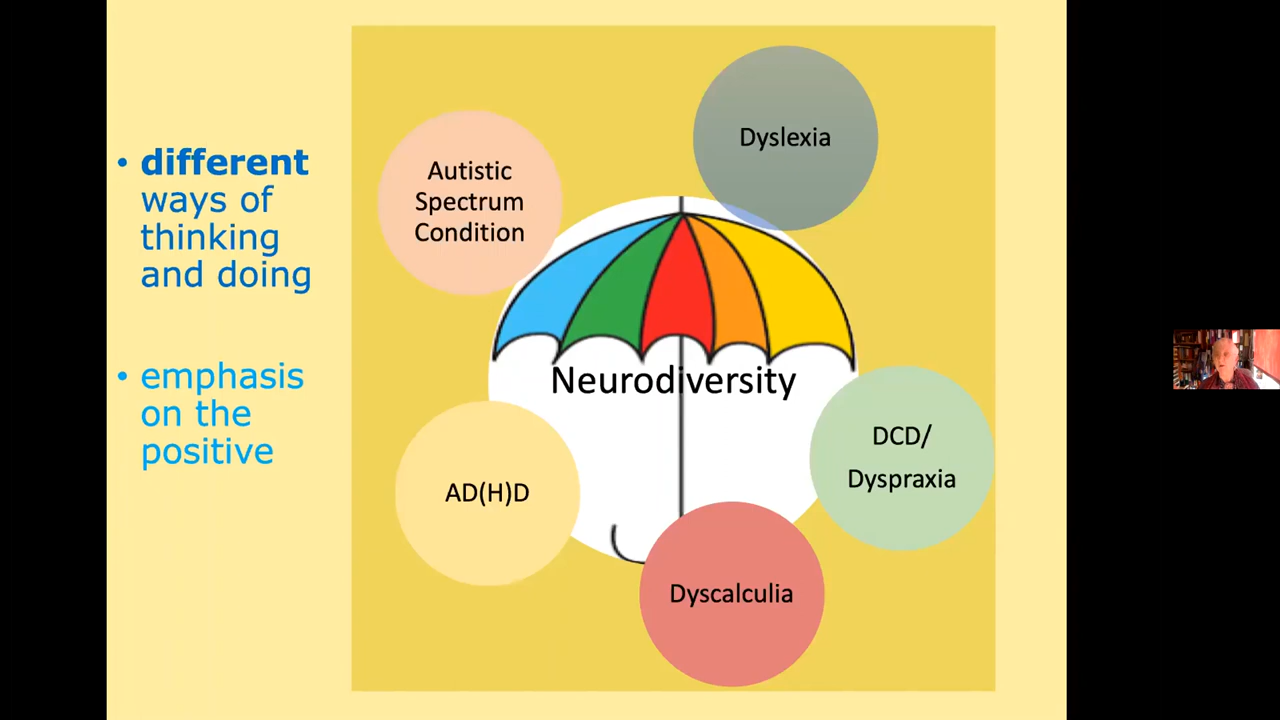 • different
ways of
thinking
and doing
• emphasis
on the
positive
Autistic
Spectrum
Condition
Dyslexia
Neurodiversity
DCD/
Dyspraxia
AD(H)D
Dyscalculia